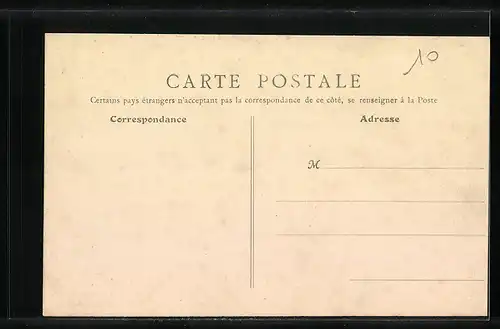 10
CARTE POSTALE
Certains pays étrangers n'acceptant pas la correspondance de ce côté, se renseigner à la Poste
Correspondance
Adresse
M